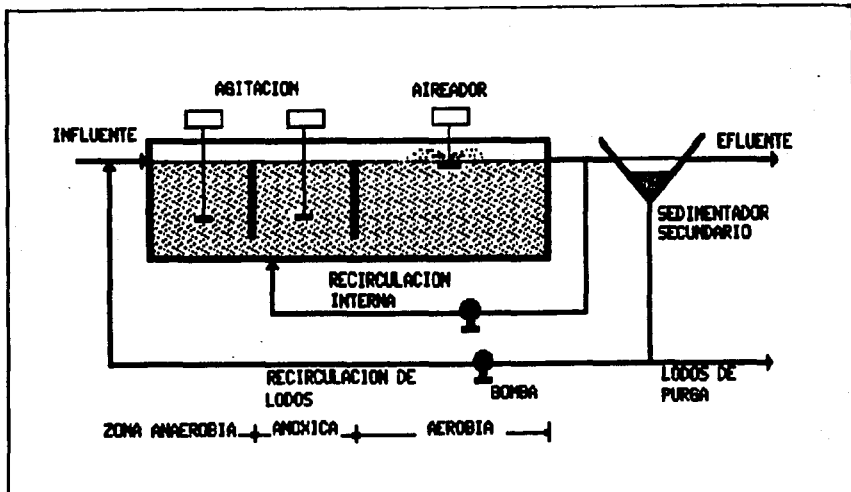 AGITACION
AIREADOR
INFLUENTE
EFLUENTE
SEDIMENTADOR
SECUNDARIO
RECIRCULACION
INTERNA
RECIRCULACION DE
LODOS
BOMBA
LODOS DE
PURGA
ZONA ANAEROBIA
ANOXICA
AEROBIA